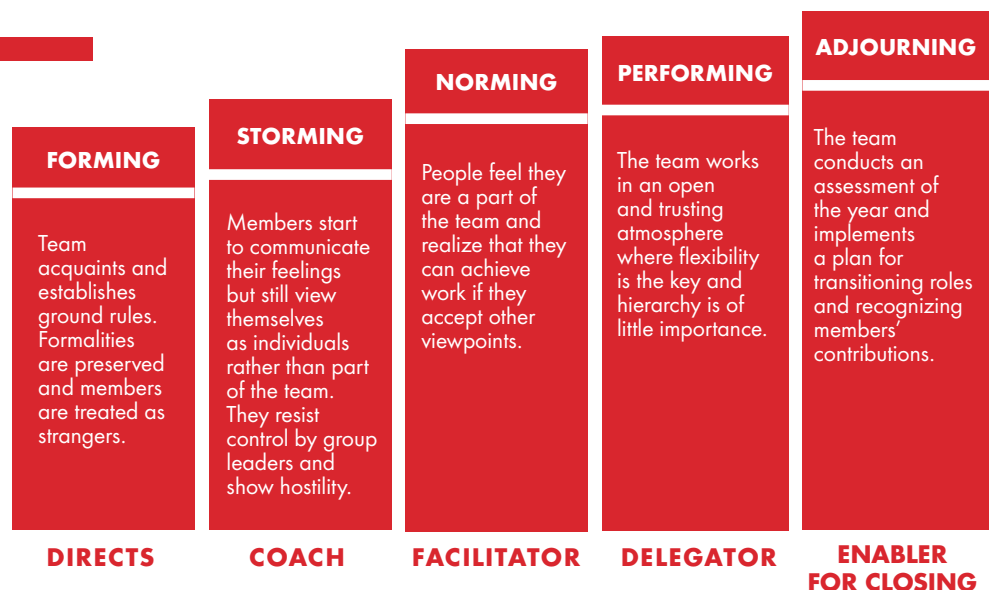 FORMING
Team
acquaints and
establishes
ground rules.
Formalities
are preserved
and members
are treated as
strangers.
DIRECTS
STORMING
Members start
to communicate
their feelings
but still view
themselves
as individuals
rather than part
of the team.
They resist
control by group
leaders and
show hostility.
COACH
NORMING
People feel they
are a part of
the team and
realize that they
can achieve
work if they
accept other
viewpoints.
FACILITATOR
PERFORMING
The team works
in an open
and trusting
atmosphere
where flexibility
is the key and
hierarchy is of
little importance.
DELEGATOR
ADJOURNING
The team
conducts an
assessment of
the year and
implements
a plan for
transitioning roles
and recognizing
members’
contributions.
ENABLER
FOR CLOSING